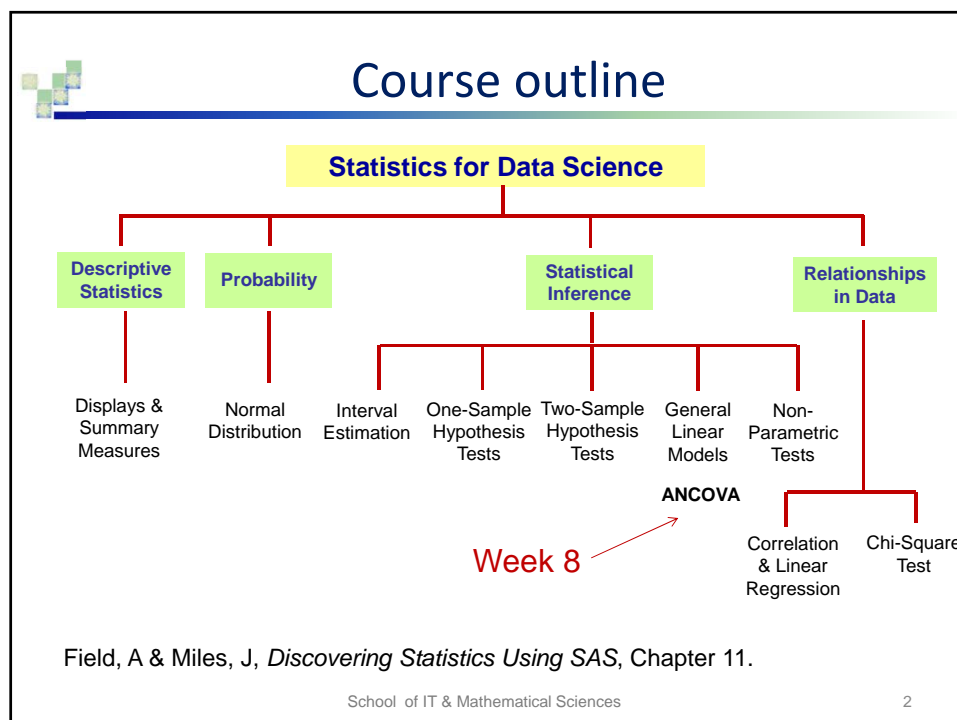 Course outline
Statistics for Data Science
Descriptive
Statistics
Probability
Statistical
Inference
Relationships
in Data
Displays &
Summary
Measures
Normal
Distribution
Interval
Estimation
One-Sample
Hypothesis
Tests
Two-Sample
Hypothesis
Tests
General
Linear
Models
Non-
Parametric
Tests
ANCOVA
Week 8
Correlation
& Linear
Regression
Chi-Square
Test
Field, A & Miles, J, Discovering Statistics Using SAS, Chapter 11.
School of IT & Mathematical Sciences
2